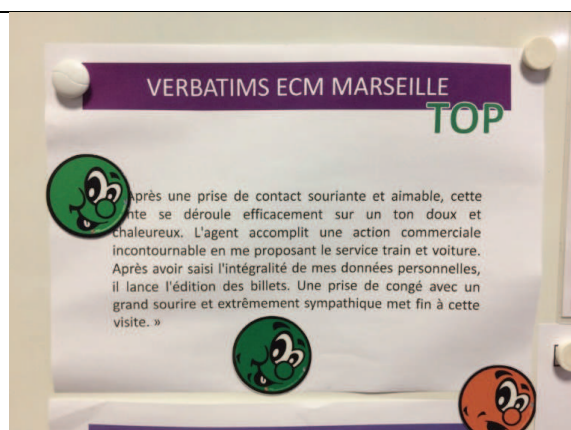 VERBATIMS ECM MARSEILLE
TOP
Après une prise de contact souriante et aimable, cette
se déroule efficacement sur un ton doux et
chaleureux. L'agent accomplit une action commerciale
incontournable en me proposant le service train et voiture.
Après avoir saisi l'intégralité de mes données personnelles,
il lance l'édition des billets. Une prise de congé avec un
grand sourire et extrêmement sympathique met fin à cette
visite. »